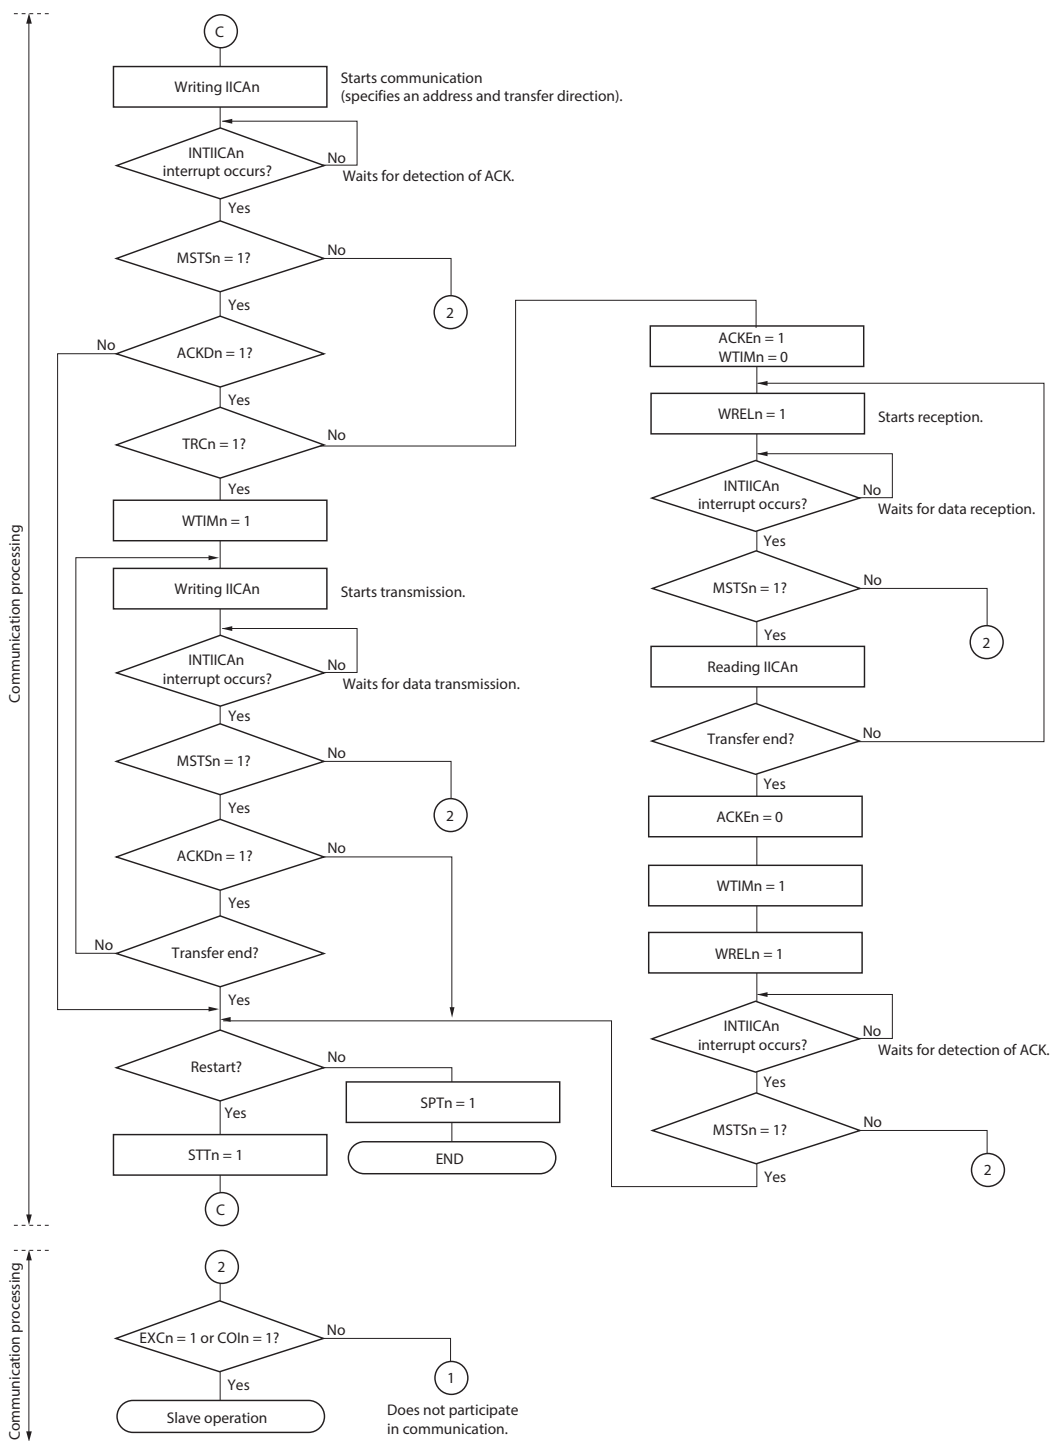 C
Writing IICAn
Starts communication
(specifies an address and transfer direction).
INTIICAn
interrupt occurs?
No
Waits for detection of ACK.
Yes
MSTSn = 1?
No
2
Yes
ACKDn = 1?
No
Yes
TRCn = 1?
No
Yes
WTIMn = 1
Writing IICAn
Starts transmission.
INTIICAn
interrupt occurs?
No
Waits for data transmission.
Yes
MSTSn = 1?
No
2
Yes
ACKDn = 1?
No
Yes
Transfer end?
No
Yes
Restart?
No
SPTn = 1
END
Yes
STTn = 1
C
ACKEn = 1
WTIMn = 0
WRELn = 1
Starts reception.
INTIICAn
interrupt occurs?
No
Waits for data reception.
Yes
MSTSn = 1?
No
2
Yes
Reading IICAn
Transfer end?
No
Yes
ACKEn = 0
WTIMn = 1
WRELn = 1
INTIICAn
interrupt occurs?
No
Waits for detection of ACK.
Yes
MSTSn = 1?
No
2
Yes
Communication processing
2
EXCn = 1 or COIn = 1?
No
1
Does not participate
in communication.
Yes
Slave operation
Communication processing